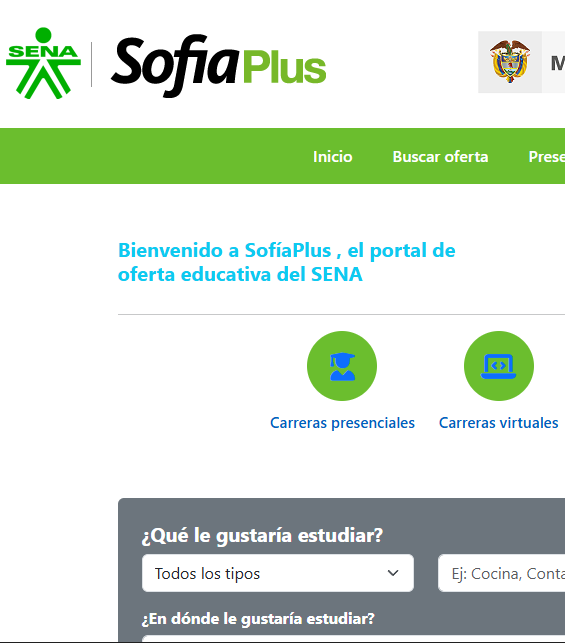 SENA
SofiaPlus
M
Inicio Buscar oferta Prese
Bienvenido a SofíaPlus , el portal de
oferta educativa del SENA
Carreras presenciales Carreras virtuales
¿Qué le gustaría estudiar?
Todos los tipos Ej: Cocina, Conta
¿En dónde le gustaría estudiar?